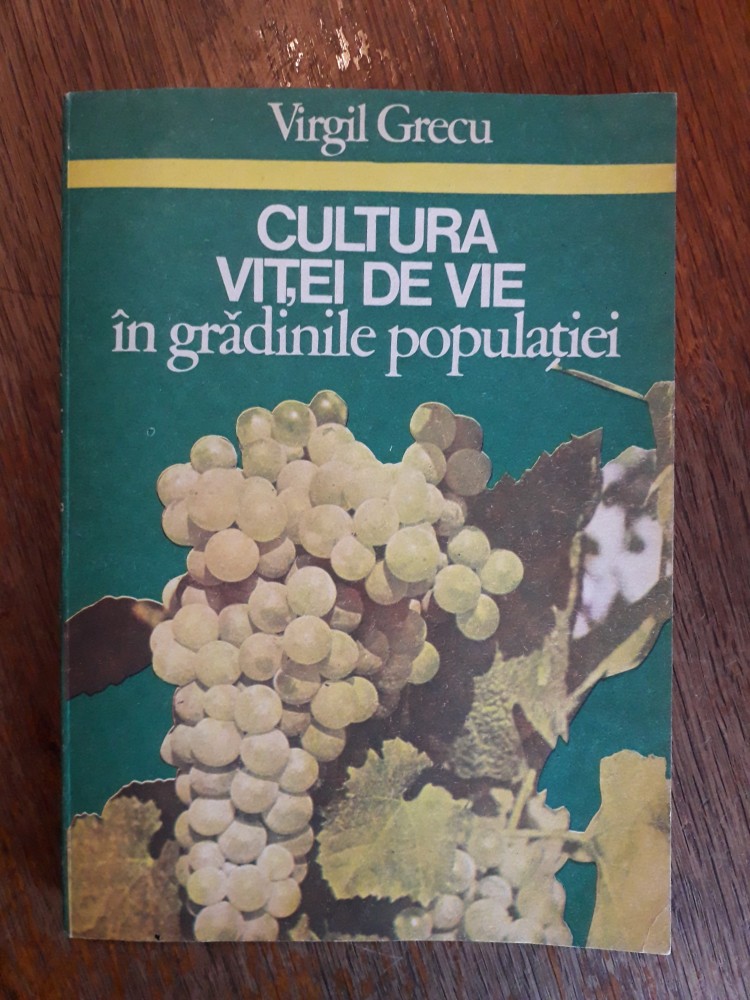 Virgil Grecu
CULTURA
VIȚEI DE VIE
în grădinile populației